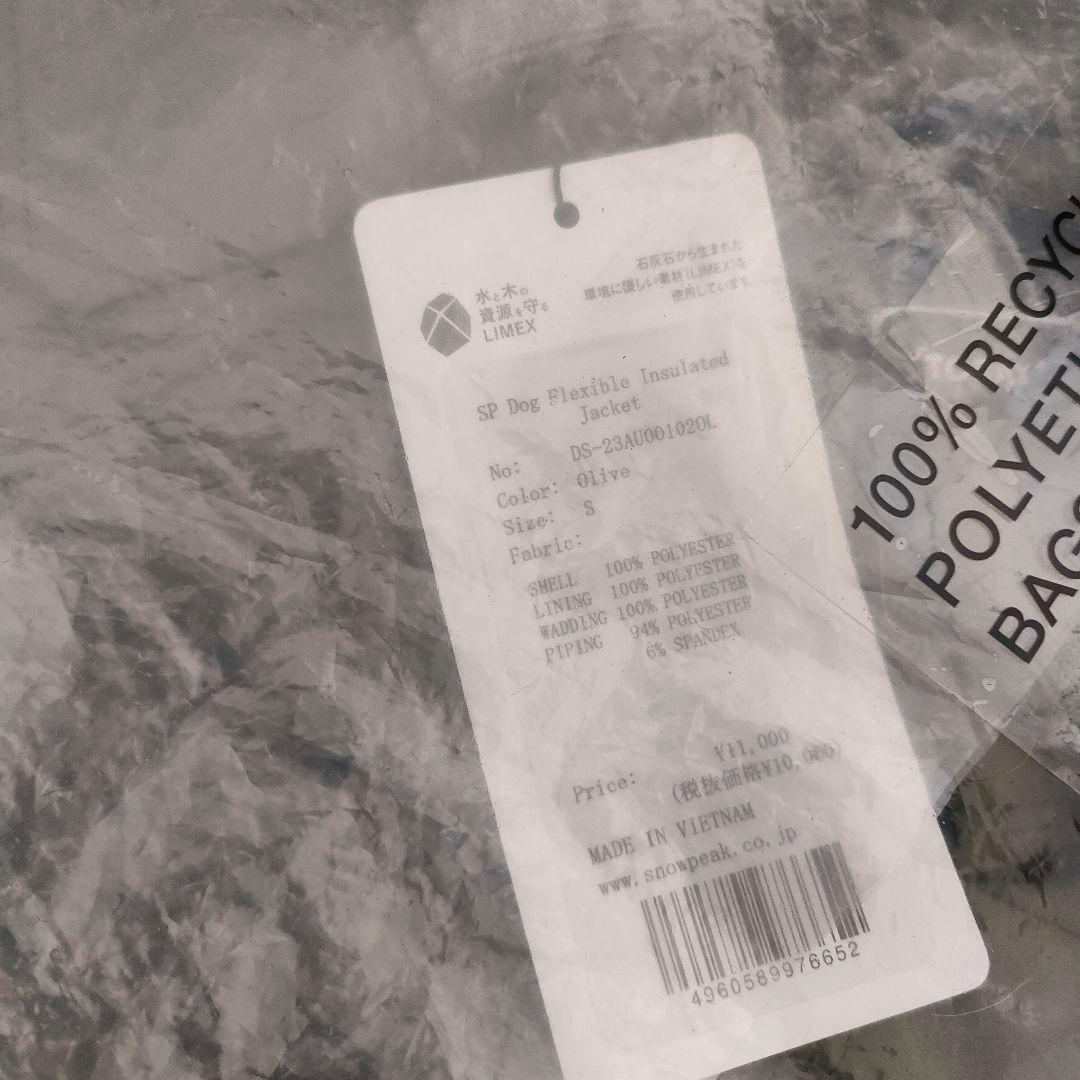 水と木の
資源を守る
LIMEX
石灰石から生まれた
環境に優しい素材(LIMEX)を
使用しています
SP Dog Flexible Insulated
Jacket
No: DS-23AU00102OL
Color: Olive
Size: S
Fabric:
SHELL 100% POLYESTER
LINING 100% POLYESTER
WADDING 100% POLYESTER
PIPING 94% POLYESTER
6% SPANDEX
Price: ¥11,000
(税抜価格¥10,000)
MADE IN VIETNAM
www.snowpeak.co.jp
4960589976652
100% RECYC
POLYETH
BAG